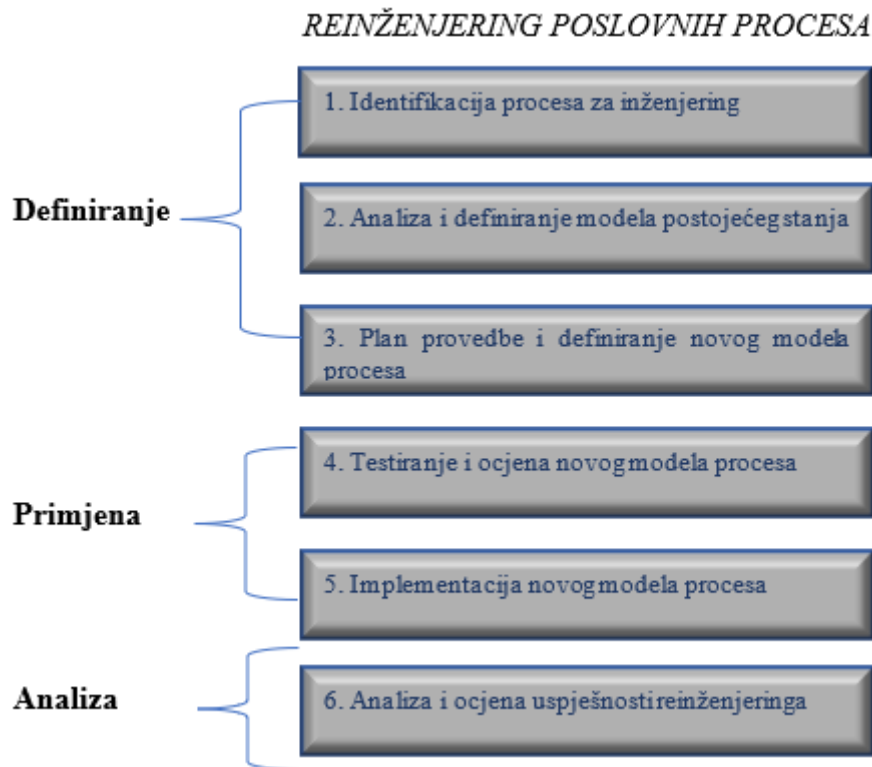 REINŽENJERING POSLOVNIH PROCESA
Definiranje
1. Identifikacija procesa za inženjering
2. Analiza i definiranje modela postojećeg stanja
3. Plan provedbe i definiranje novog modela
procesa
Primjena
4. Testiranje i ocjena novog modela procesa
5. Implementacija novog modela procesa
Analiza
6. Analiza i ocjena uspješnosti reinženjeringa